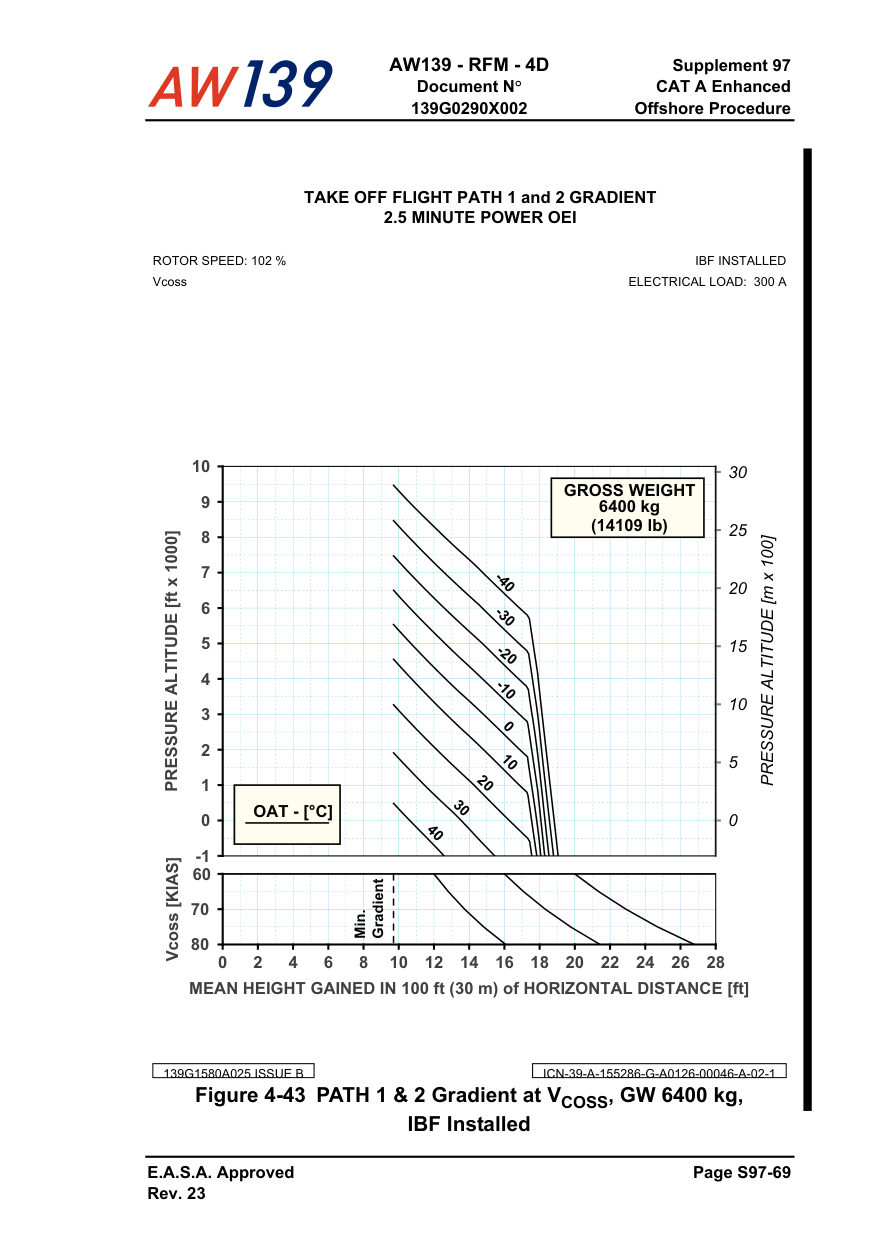 AW139
AW139 - RFM - 4D
Document N°
139G0290X002
Supplement 97
CAT A Enhanced
Offshore Procedure
TAKE OFF FLIGHT PATH 1 and 2 GRADIENT
2.5 MINUTE POWER OEI
ROTOR SPEED: 102 %
IBF INSTALLED
Vcoss
ELECTRICAL LOAD: 300 A
GROSS WEIGHT
6400 kg
(14109 lb)
PRESSURE ALTITUDE [ft x 1000]
10
9
8
7
6
5
4
3
2
1
0
-1
-40
-30
-20
-10
0
10
20
30
40
OAT - [°C]
30
25
20
15
10
5
0
PRESSURE ALTITUDE [m x 100]
Vcoss [KIAS]
60
70
80
Min.
Gradient
0 2 4 6 8 10 12 14 16 18 20 22 24 26 28
MEAN HEIGHT GAINED IN 100 ft (30 m) of HORIZONTAL DISTANCE [ft]
139G1580A025 ISSUE B
ICN-39-A-155286-G-A0126-00046-A-02-1
Figure 4-43 PATH 1 & 2 Gradient at VCOSS, GW 6400 kg,
IBF Installed
E.A.S.A. Approved
Page S97-69
Rev. 23